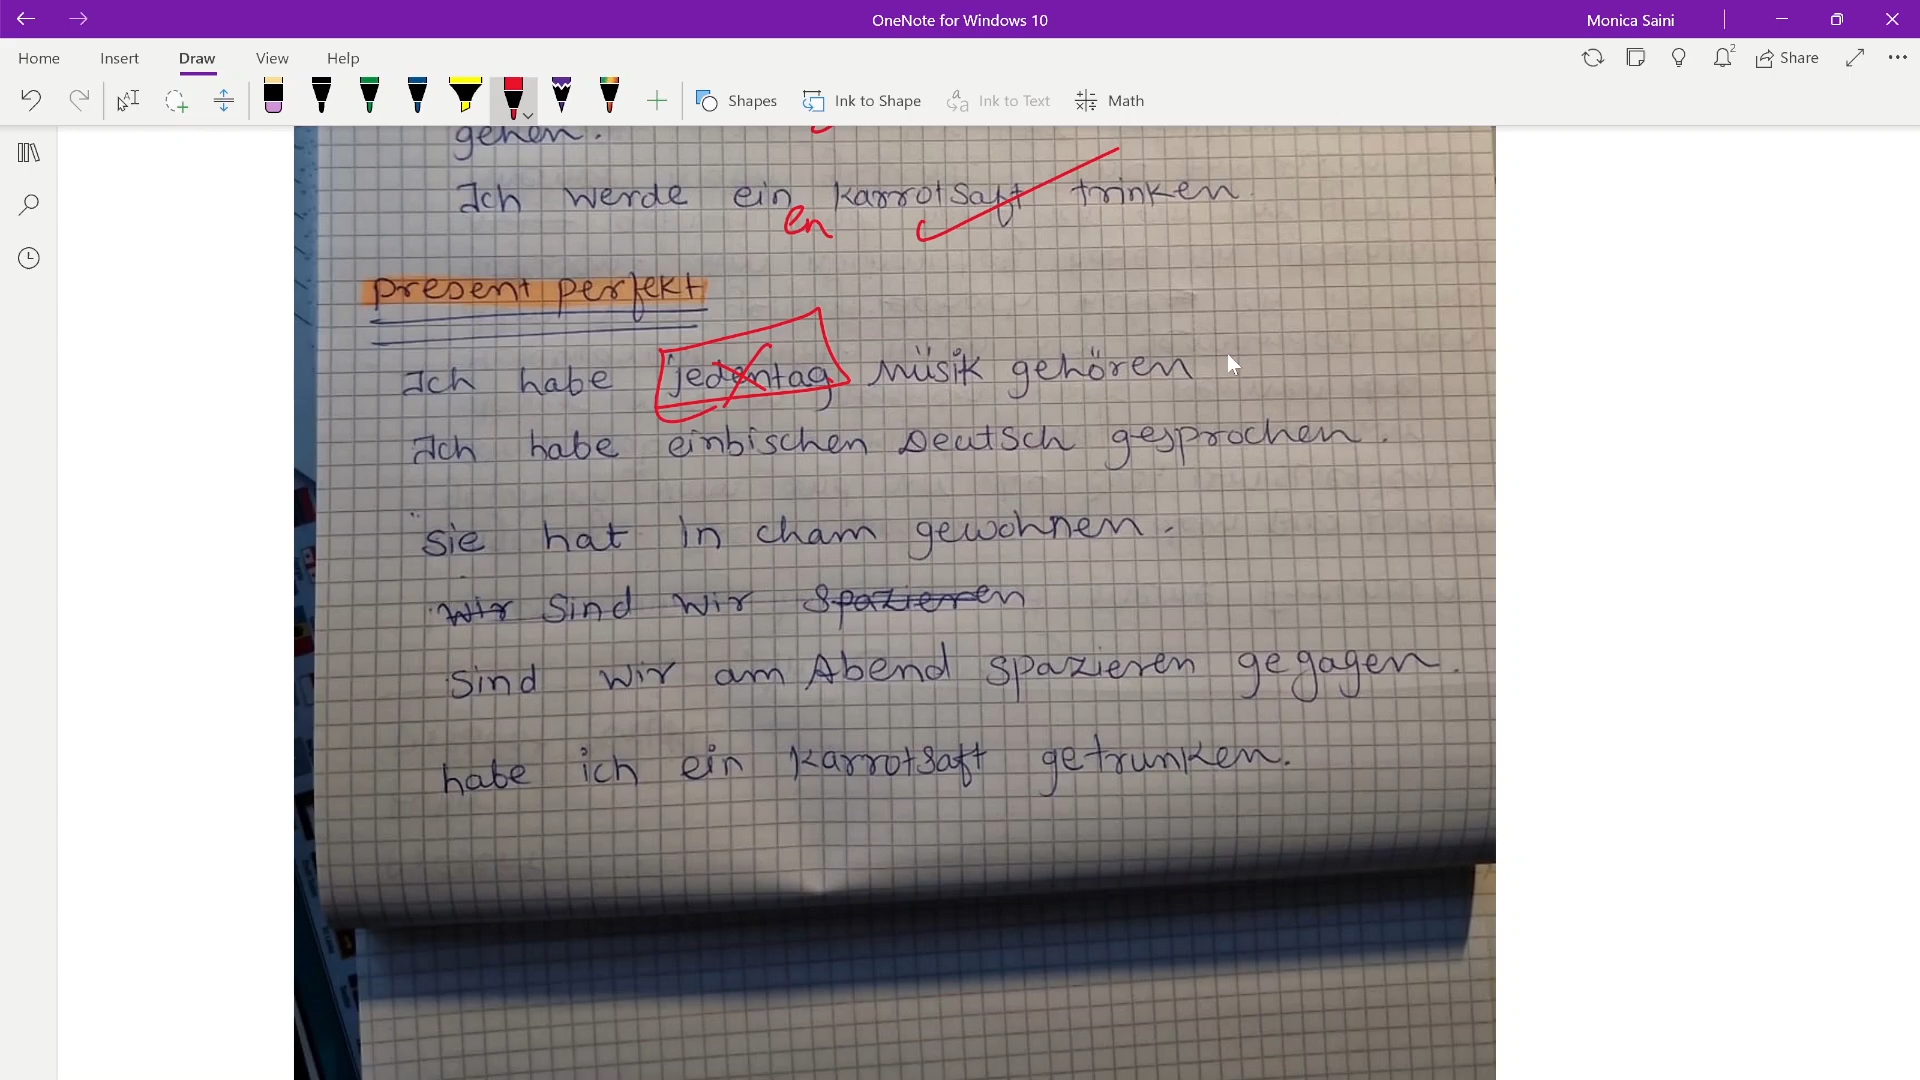 OneNote for Windows 10
Monica Saini
Home Insert Draw View Help
2
Share
Shapes Ink to Shape Ink to Text Math
gehen.
Ich werde ein karrotsaft trinken.
en
present perfekt
Ich habe jedentag Müsik gehören
Ich habe einbischen Deutsch gesprochen.
Sie hat in cham gewohnen.
Wir sind wir spazieren
Sind wir am Abend spazieren gegagen.
habe ich ein karrotsaft getrunken.